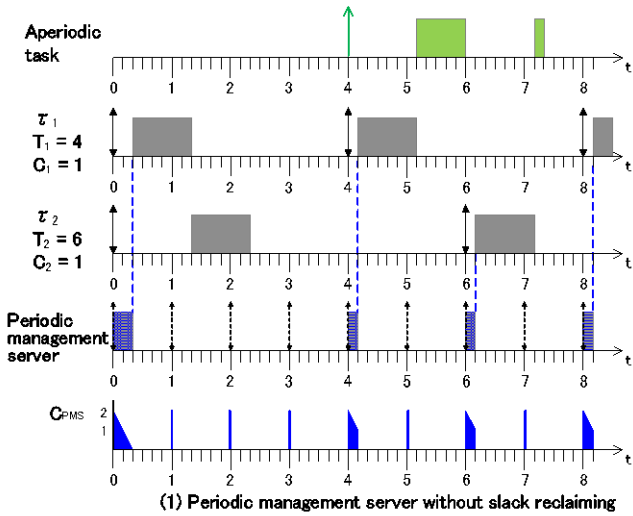 Aperiodic
task
t
0 1 2 3 4 5 6 7 8
τ1
T1 = 4
C1 = 1
t
0 1 2 3 4 5 6 7 8
τ2
T2 = 6
C2 = 1
t
0 1 2 3 4 5 6 7 8
Periodic
management
server
t
0 1 2 3 4 5 6 7 8
CPMS
2
1
t
0 1 2 3 4 5 6 7 8
(1) Periodic management server without slack reclaiming